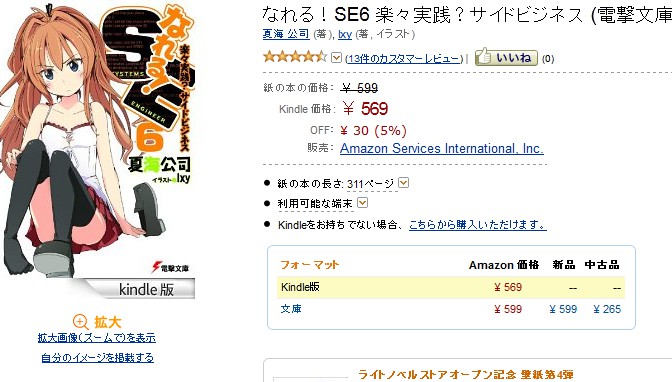 なれる！SE6 楽々実践？サイドビジネス (電撃文庫
夏海 公司 (著), Ixy (著, イラスト)
(13件のカスタマーレビュー) | いいね (0)
紙の本の価格： ￥ 599
Kindle 価格： ￥ 569
OFF: ￥ 30 (5%)
販売： Amazon Services International, Inc.
紙の本の長さ: 311ページ
利用可能な端末
Kindleをお持ちでない場合、こちらから購入いただけます。
フォーマット Amazon 価格 新品 中古品
Kindle版 ￥ 569 -- --
文庫 ￥ 599 ￥ 599 ￥ 265
ライトノベルストアオープン記念 壁紙第4弾
なれる！
SE
SYSTEMS
ENGINEER
6
楽々実践？サイドビジネス
夏海公司
イラスト Ixy
電撃文庫
kindle 版
拡大
拡大画像(ズームで)を表示
自分のイメージを掲載する